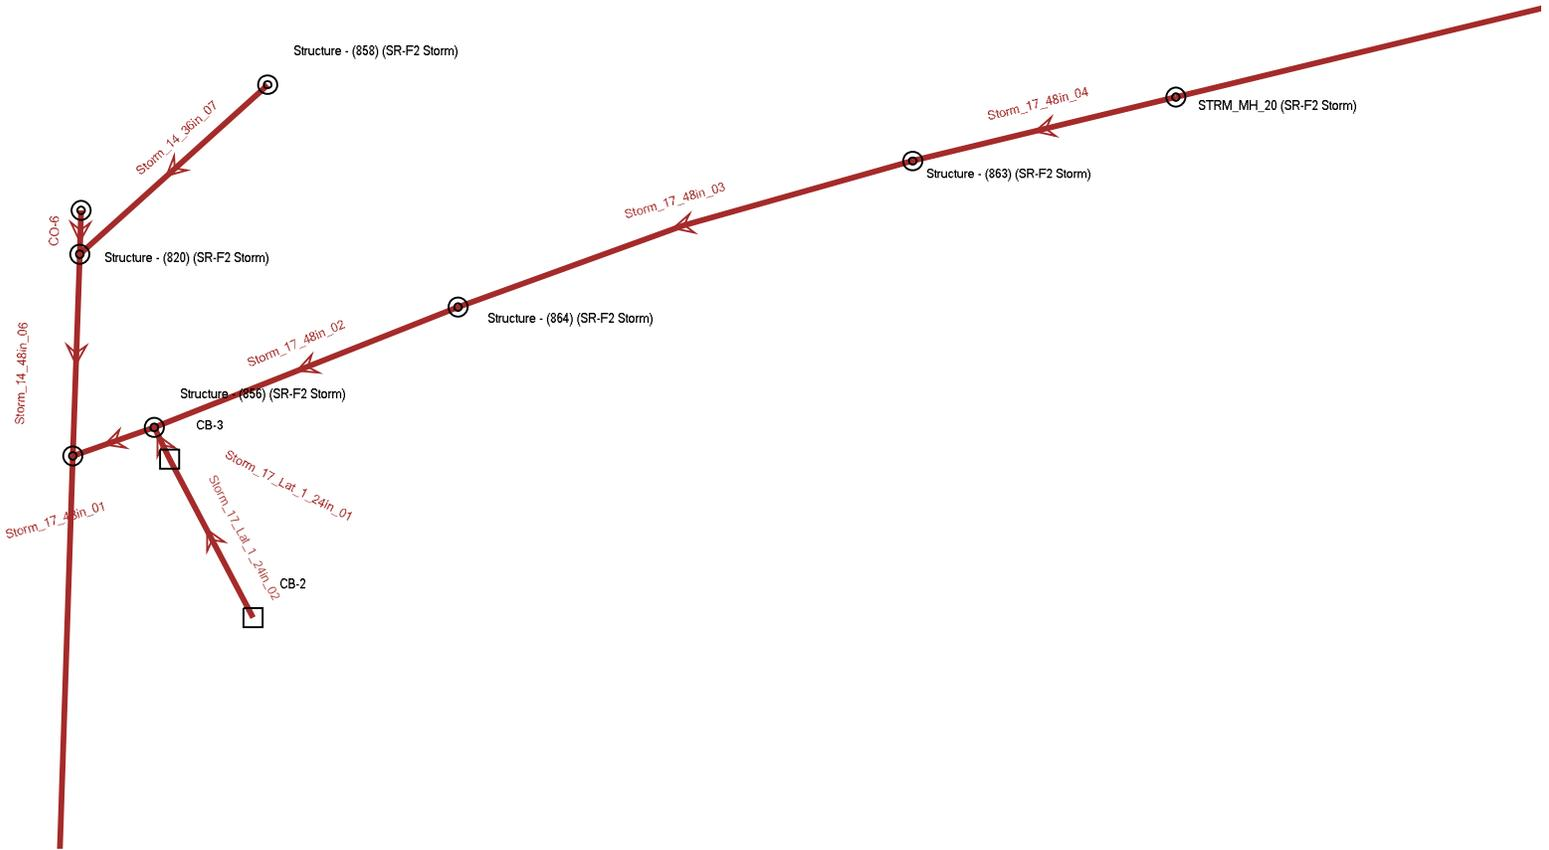 Structure - (858) (SR-F2 Storm)
Storm_17_48in_04
STRM_MH_20 (SR-F2 Storm)
Storm_14_36in_07
Structure - (863) (SR-F2 Storm)
Storm_17_48in_03
CO-6
Structure - (820) (SR-F2 Storm)
Structure - (864) (SR-F2 Storm)
Storm_17_48in_02
Storm_14_48in_06
Structure - (856) (SR-F2 Storm)
CB-3
Storm_17_Lat_1_24in_01
Storm_17_48in_01
Storm_17_Lat_1_24in_02
CB-2